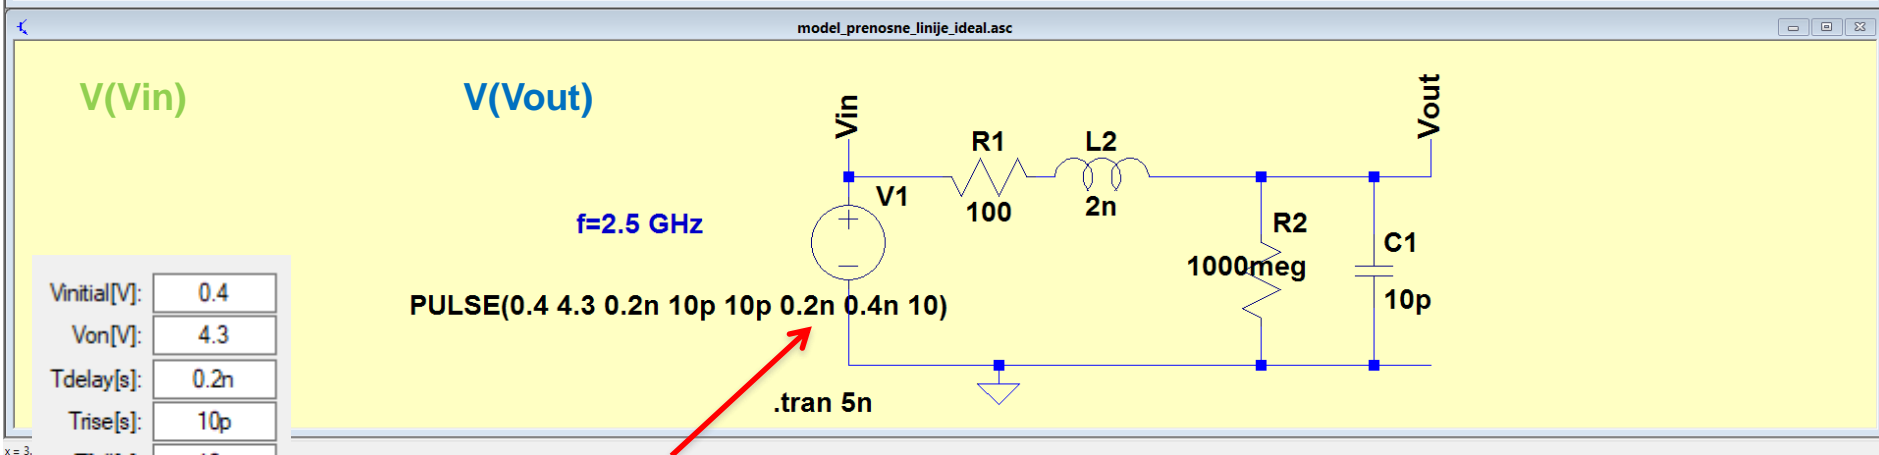 model_prenosne_linije_ideal.asc
V(Vin)
V(Vout)
Vin
Vout
R1
L2
V1
100
2n
f=2.5 GHz
R2
C1
1000meg
10p
PULSE(0.4 4.3 0.2n 10p 10p 0.2n 0.4n 10)
.tran 5n
Vinitial[V]: 0.4
Von[V]: 4.3
Tdelay[s]: 0.2n
Trise[s]: 10p
x = 3.